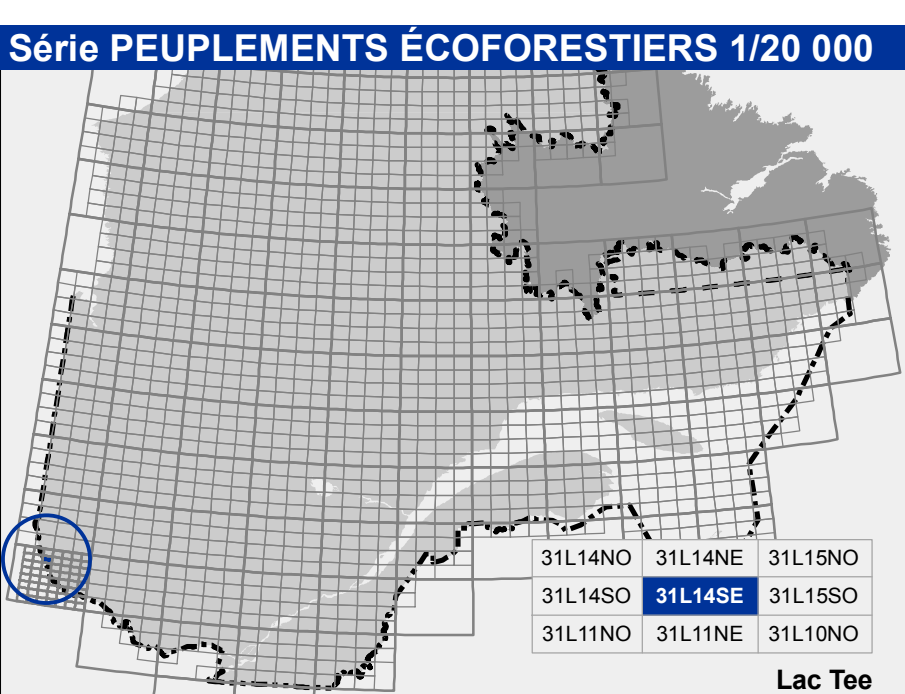 Série PEUPLEMENTS ÉCOFORESTIERS 1/20 000
31L14NO 31L14NE 31L15NO
31L14SO 31L14SE 31L15SO
31L11NO 31L11NE 31L10NO
Lac Tee